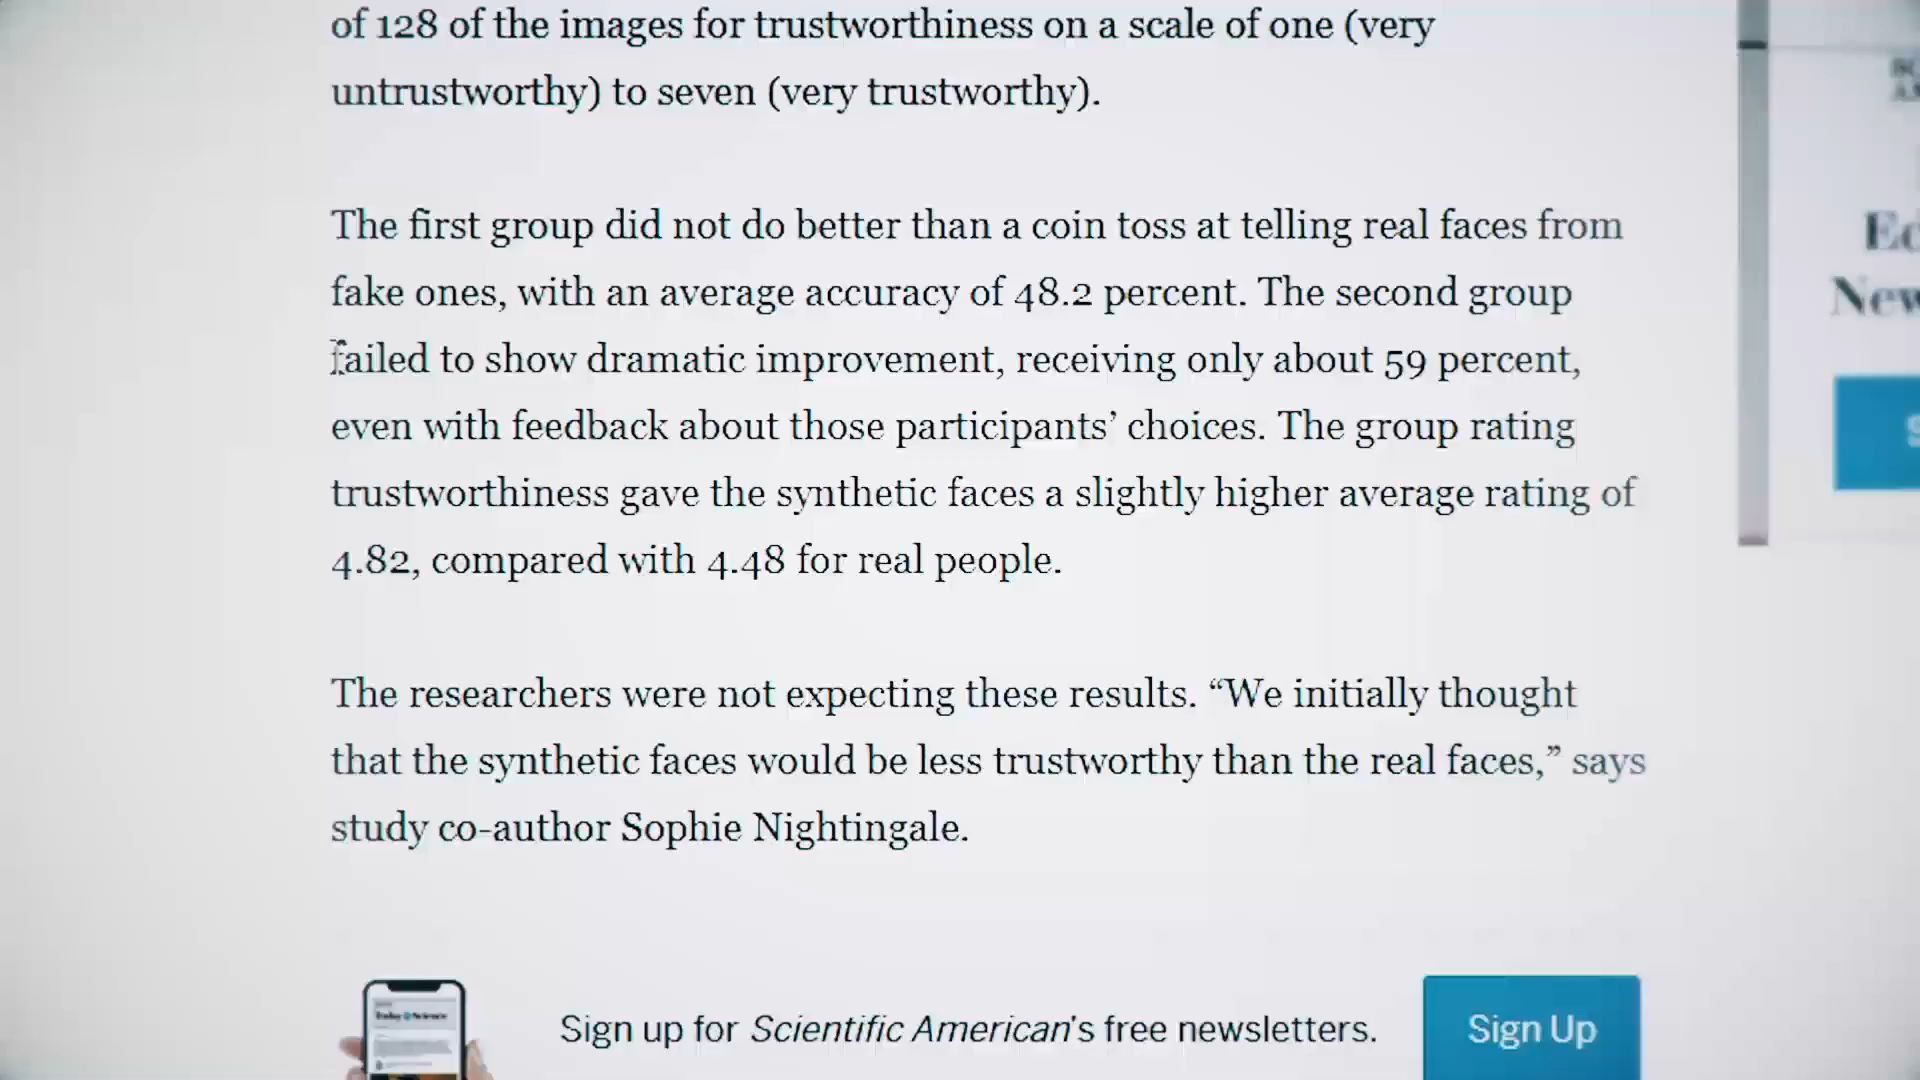 of 128 of the images for trustworthiness on a scale of one (very
untrustworthy) to seven (very trustworthy).
The first group did not do better than a coin toss at telling real faces from
fake ones, with an average accuracy of 48.2 percent. The second group
failed to show dramatic improvement, receiving only about 59 percent,
even with feedback about those participants’ choices. The group rating
trustworthiness gave the synthetic faces a slightly higher average rating of
4.82, compared with 4.48 for real people.
The researchers were not expecting these results. “We initially thought
that the synthetic faces would be less trustworthy than the real faces,” says
study co-author Sophie Nightingale.
Sign up for Scientific American's free newsletters.
Sign Up